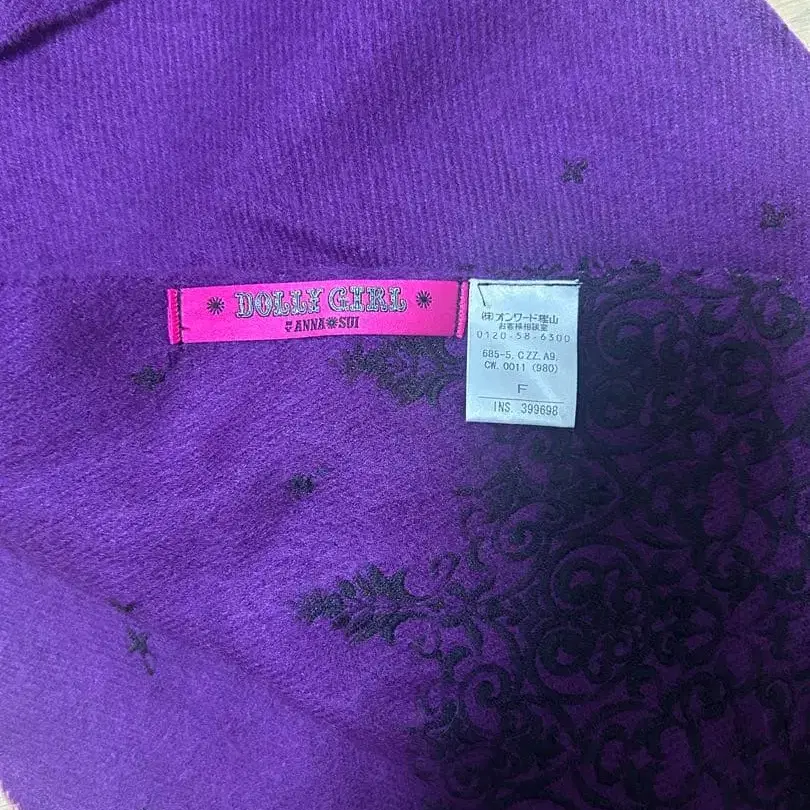 DOLLY GIRL
BY ANNA SUI
(株)オンワード樫山
お客様相談室
0120-58-6300
685-5. CZZ. A9.
CW. 0011 (980)
F
INS. 399698